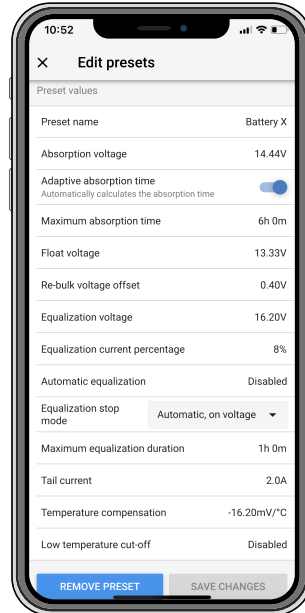 10:52
Edit presets
Preset values
Preset name Battery X
Absorption voltage 14.44V
Adaptive absorption time
Automatically calculates the absorption time
Maximum absorption time 6h 0m
Float voltage 13.33V
Re-bulk voltage offset 0.40V
Equalization voltage 16.20V
Equalization current percentage 8%
Automatic equalization Disabled
Equalization stop
mode Automatic, on voltage
Maximum equalization duration 1h 0m
Tail current 2.0A
Temperature compensation -16.20mV/°C
Low temperature cut-off Disabled
REMOVE PRESET SAVE CHANGES